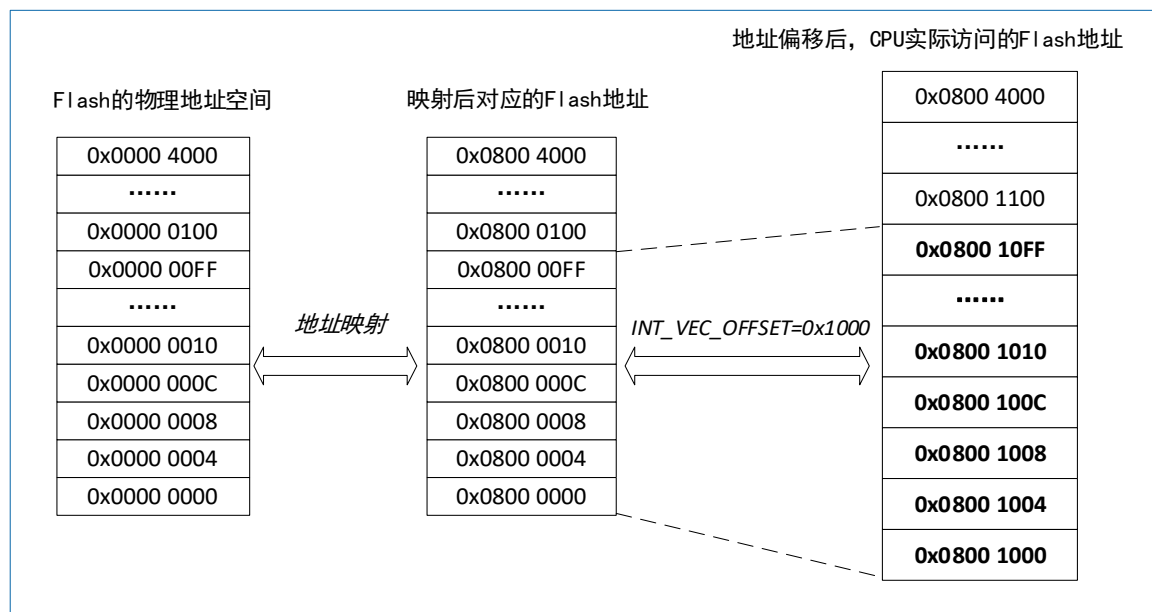 地址偏移后，CPU实际访问的Flash地址
Flash的物理地址空间
0x0000 4000
……
0x0000 0100
0x0000 00FF
……
0x0000 0010
0x0000 000C
0x0000 0008
0x0000 0004
0x0000 0000
地址映射
映射后对应的Flash地址
0x0800 4000
……
0x0800 0100
0x0800 00FF
……
0x0800 0010
0x0800 000C
0x0800 0008
0x0800 0004
0x0800 0000
INT_VEC_OFFSET=0x1000
0x0800 4000
……
0x0800 1100
0x0800 10FF
……
0x0800 1010
0x0800 100C
0x0800 1008
0x0800 1004
0x0800 1000